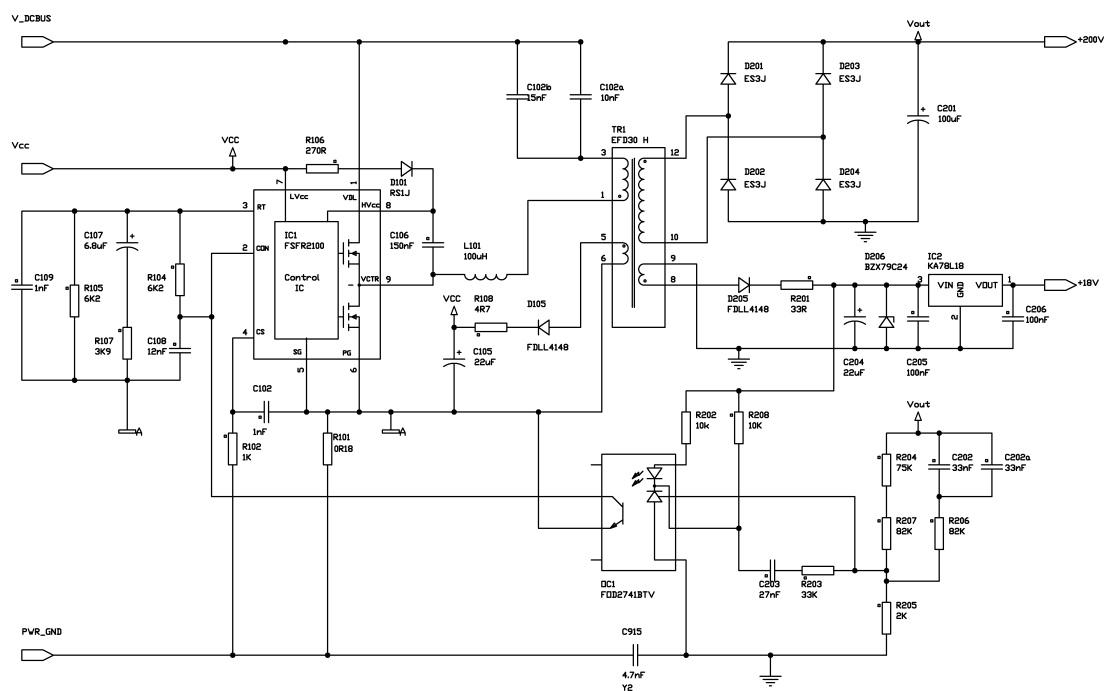 V_DCBUS
Vout
+200V
D201
ES3J
D203
ES3J
C102b
15nF
C102a
10nF
C201
100uF
TR1
EFD30 H
Vcc
VCC
R106
270R
3
12
D101
RS1J
D202
ES3J
D204
ES3J
7
1
LVcc
VDL
HVcc
8
1
3
RT
IC1
FSFR2100
C107
6.8uF
C106
150nF
L101
100uH
5
10
2
CON
D206
BZX79C24
IC2
KA78L18
6
9
C109
1nF
R105
6K2
R104
6K2
Control
IC
VCTR
9
8
3
VIN
GND
VOUT
1
+18V
VCC
R108
4R7
D105
D205
FDLL4148
R201
33R
2
C206
100nF
R107
3K9
C108
12nF
4
CS
FDLL4148
SG
PG
5
6
C105
22uF
C204
22uF
C205
100nF
C102
1nF
A
A
R102
1K
R101
0R18
R202
10k
R208
10K
Vout
R204
75K
C202
33nF
C202a
33nF
R207
82K
R206
82K
OC1
FOD2741BTV
C203
27nF
R203
33K
R205
2K
PWR_GND
C915
4.7nF
Y2